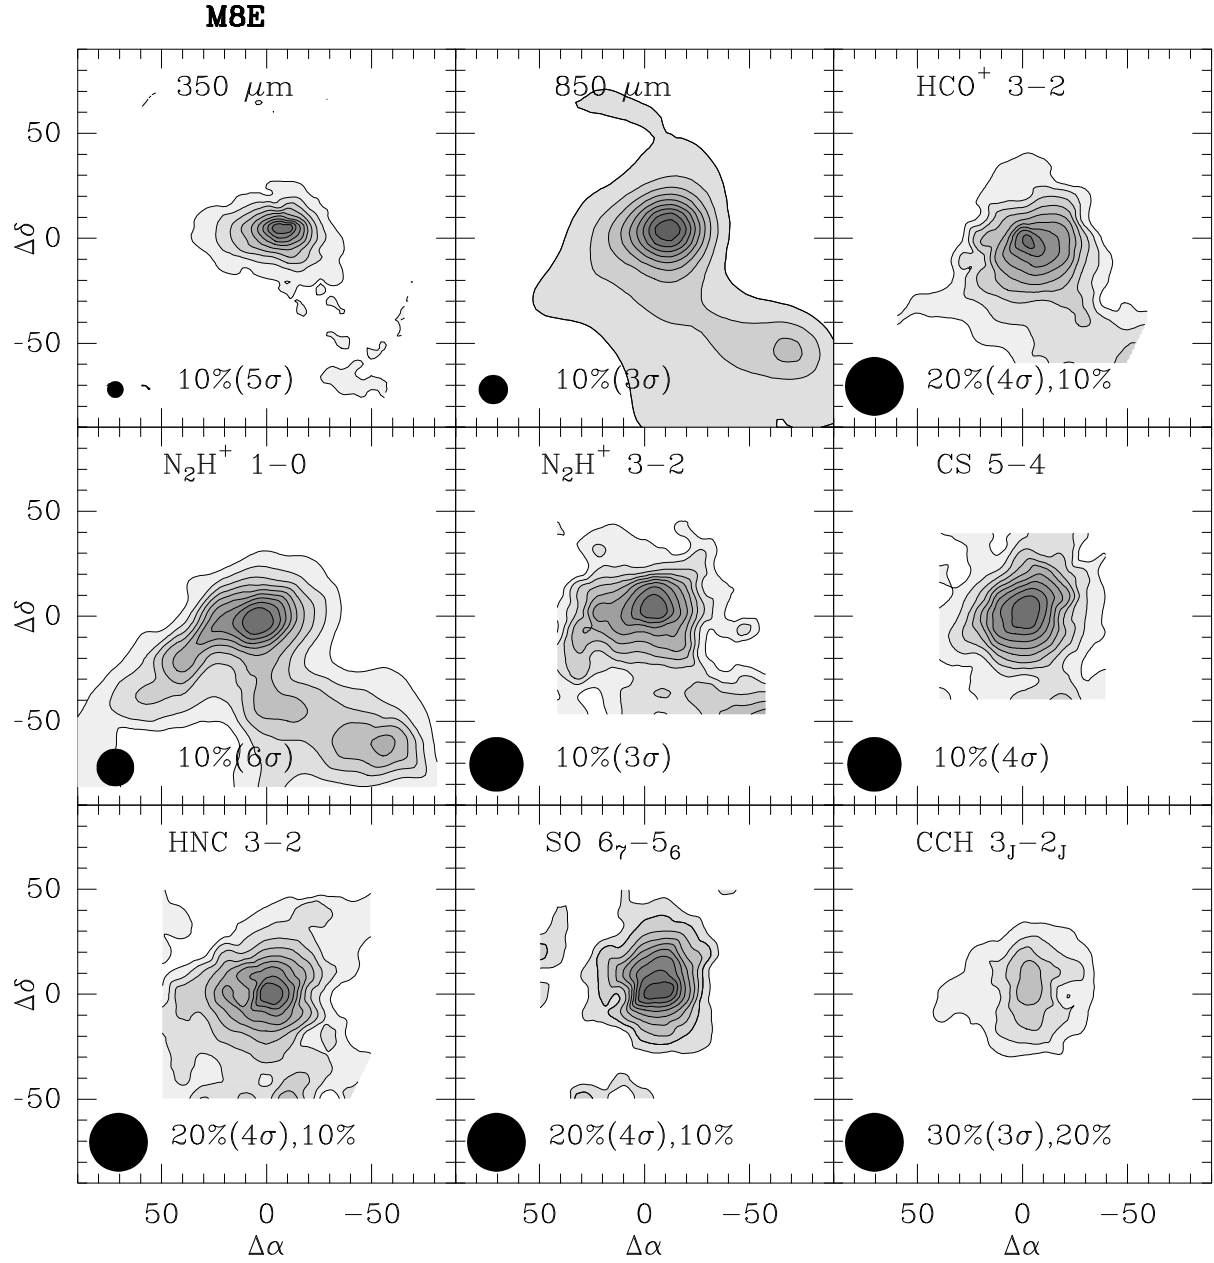 M8E
350 μm
850 μm
HCO⁺ 3−2
50
0
-50
Δδ
10%(5σ)
10%(3σ)
20%(4σ),10%
N₂H⁺ 1−0
N₂H⁺ 3−2
CS 5−4
50
0
-50
Δδ
10%(6σ)
10%(3σ)
10%(4σ)
HNC 3−2
SO 6₇−5₆
CCH 3_J−2_J
50
0
-50
Δδ
20%(4σ),10%
20%(4σ),10%
30%(3σ),20%
50 0 −50 50 0 −50 50 0 −50
Δα Δα Δα